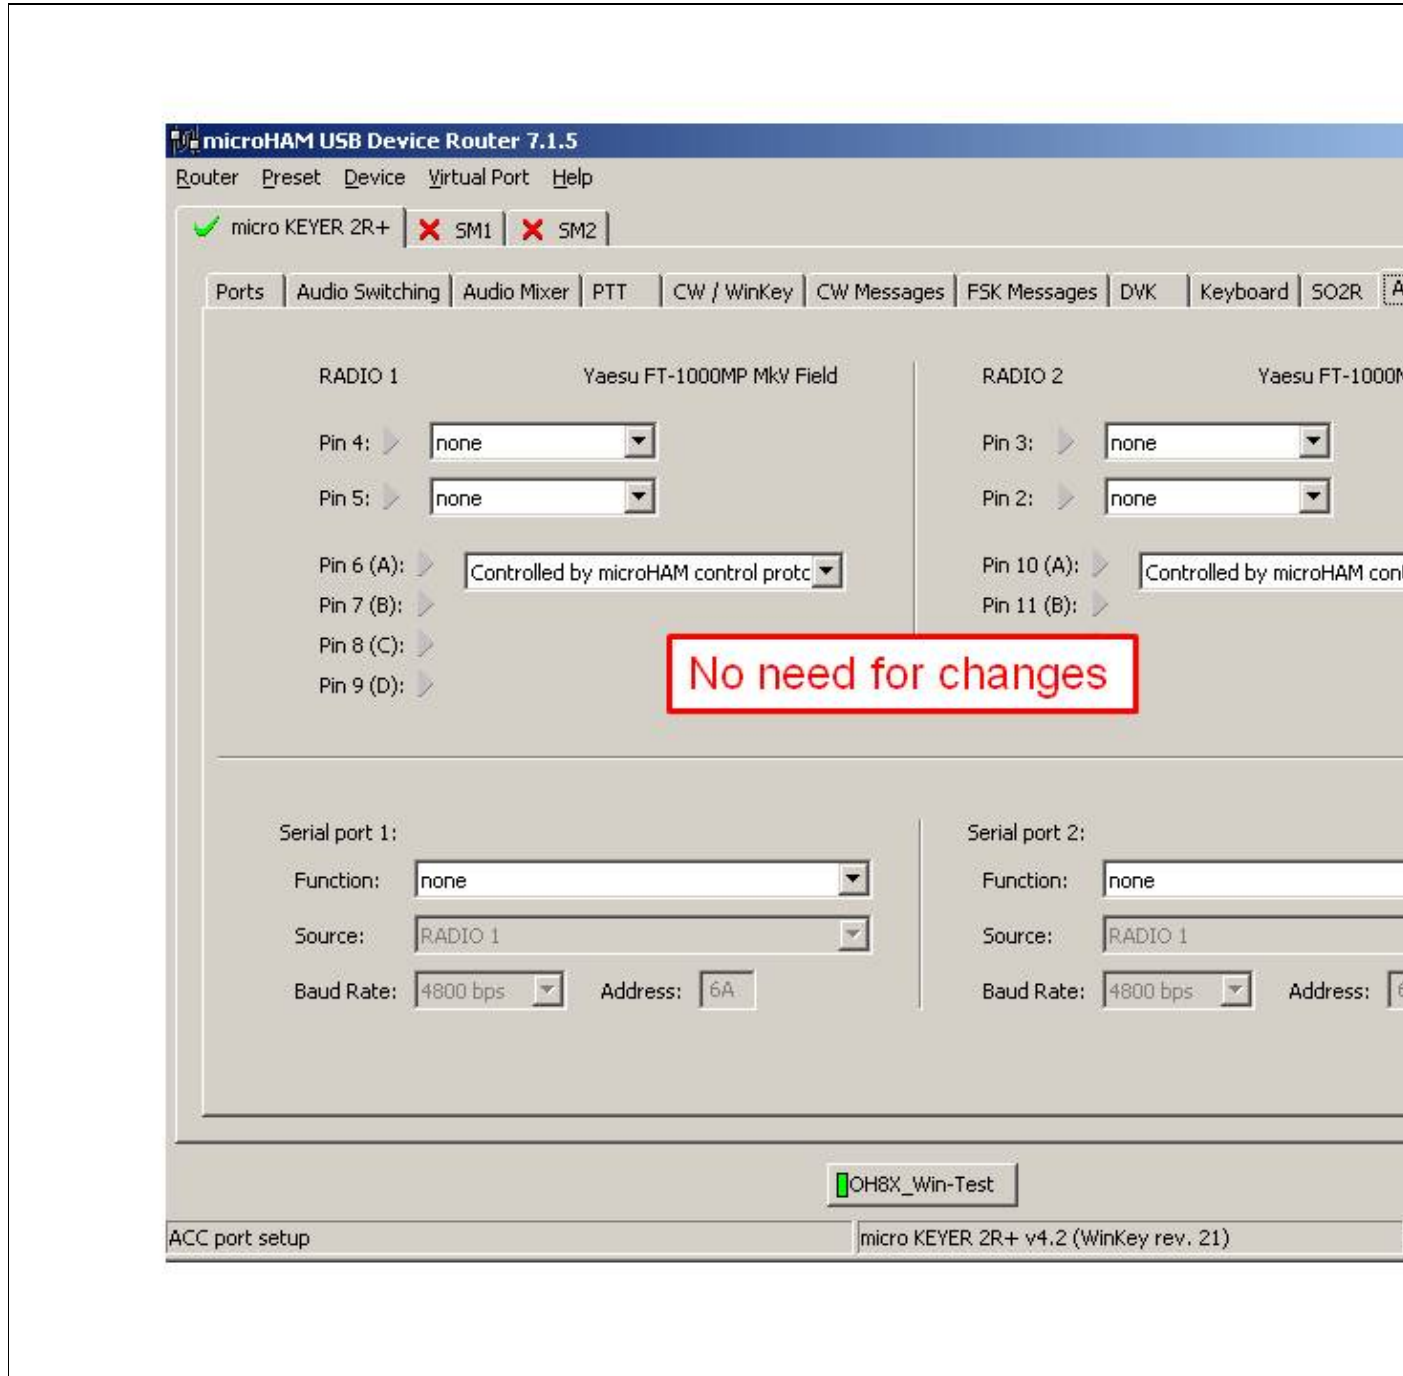 microHAM USB Device Router 7.1.5
Router Preset Device Virtual Port Help
micro KEYER 2R+ SM1 SM2
Ports Audio Switching Audio Mixer PTT CW / WinKey CW Messages FSK Messages DVK Keyboard SO2R
RADIO 1 Yaesu FT-1000MP MkV Field RADIO 2 Yaesu
Pin 4: none Pin 3: none
Pin 5: none Pin 2: none
Pin 6 (A): Controlled by microHAM control protc Pin 10 (A): Controlled by microHAM
Pin 7 (B): Pin 11 (B):
Pin 8 (C):
No need for changes
Pin 9 (D):
Serial port 1: Serial port 2:
Function: none Function: none
Source: RADIO 1 Source: RADIO 1
Baud Rate: 4800 bps Address: 6A Baud Rate: 4800 bps Address:
OH8X_Win-Test
ACC port setup micro KEYER 2R+ v4.2 (WinKey rev. 21)